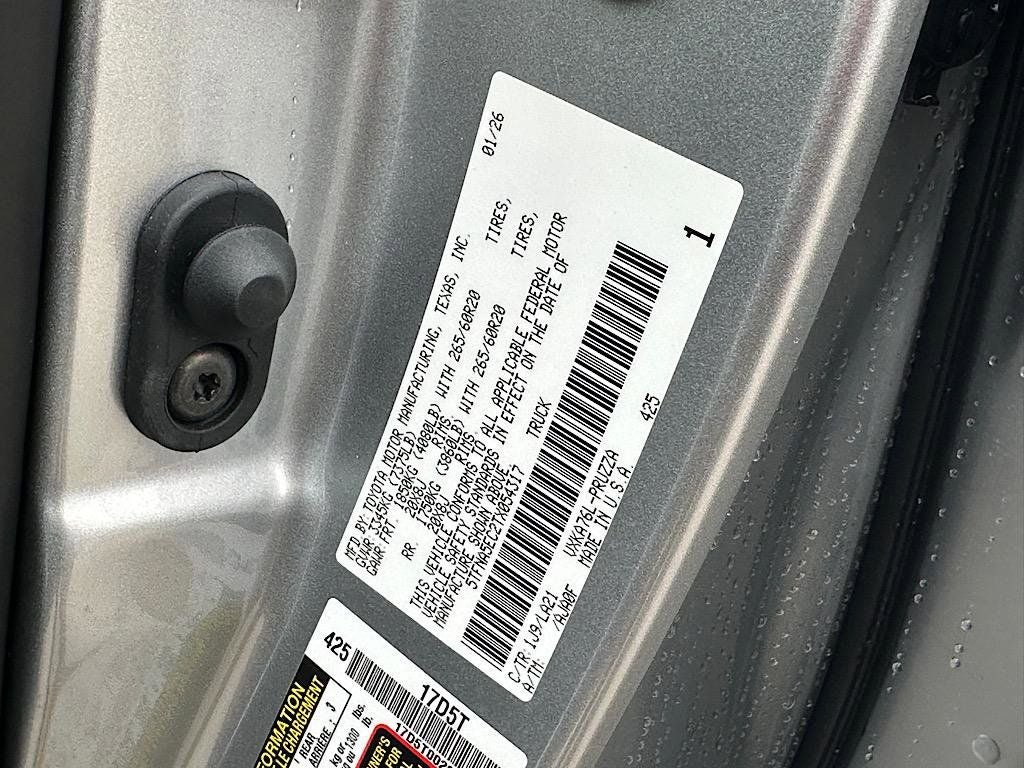 01/26
MFD BY TOYOTA MOTOR MANUFACTURING, TEXAS, INC.
GVWR 3345KG (7375LB)
GAWR FRT. 1850KG (4080LB) WITH 265/60R20 TIRES,
20X8J RIMS
RR. 1750KG (3860LB) WITH 265/60R20 TIRES,
20X8J RIMS
THIS VEHICLE CONFORMS TO ALL APPLICABLE FEDERAL MOTOR
VEHICLE SAFETY STANDARDS IN EFFECT ON THE DATE OF
MANUFACTURE SHOWN ABOVE.
5TFNA5EC2TX054317 TRUCK
1
C/TR: 1J9/LA21 UXKA76L-PRUZZA 425
A/TM: /AJA0F MADE IN U.S.A.
425
17D5T